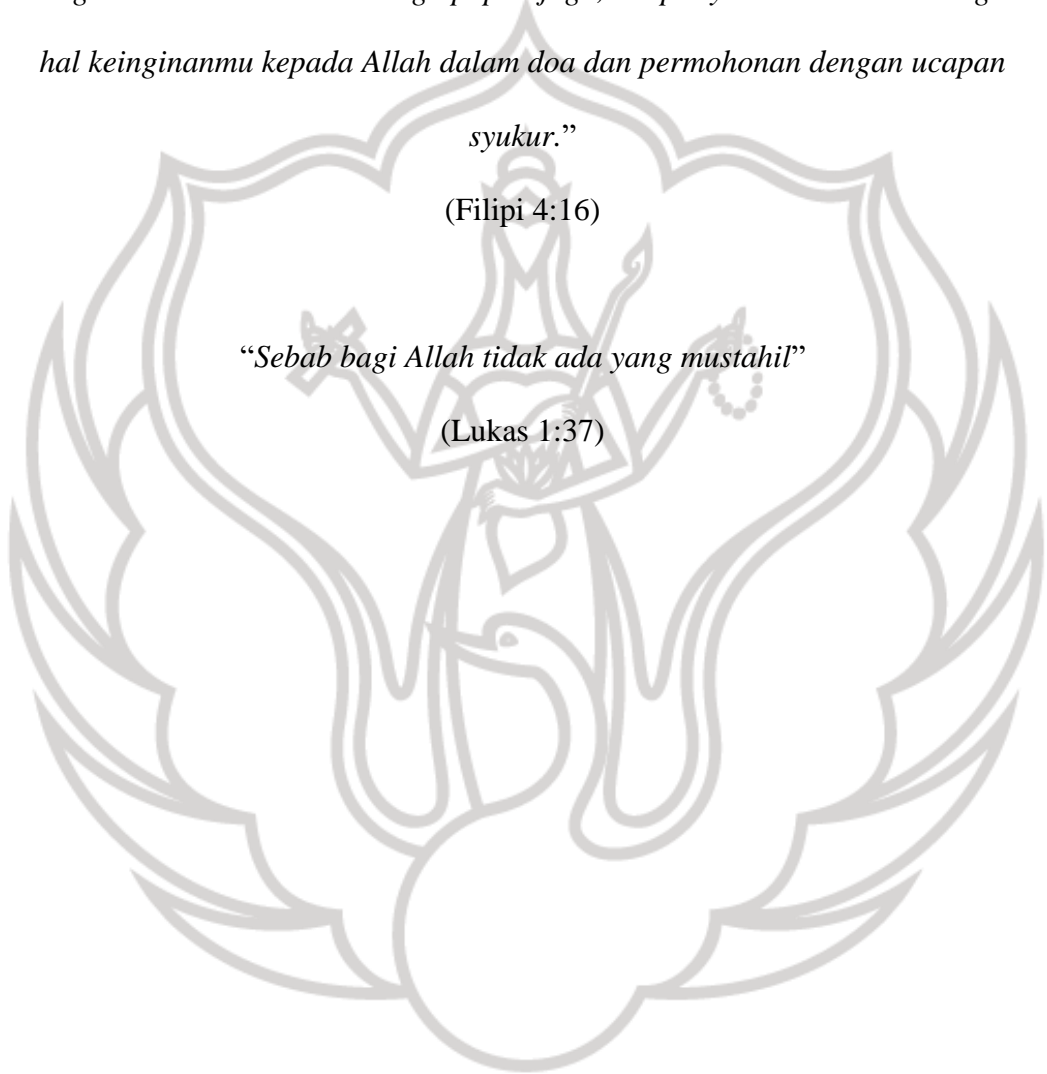 hal keinginanmu kepada Allah dalam doa dan permohonan dengan ucapan
syukur.”
(Filipi 4:16)
“Sebab bagi Allah tidak ada yang mustahil”
(Lukas 1:37)